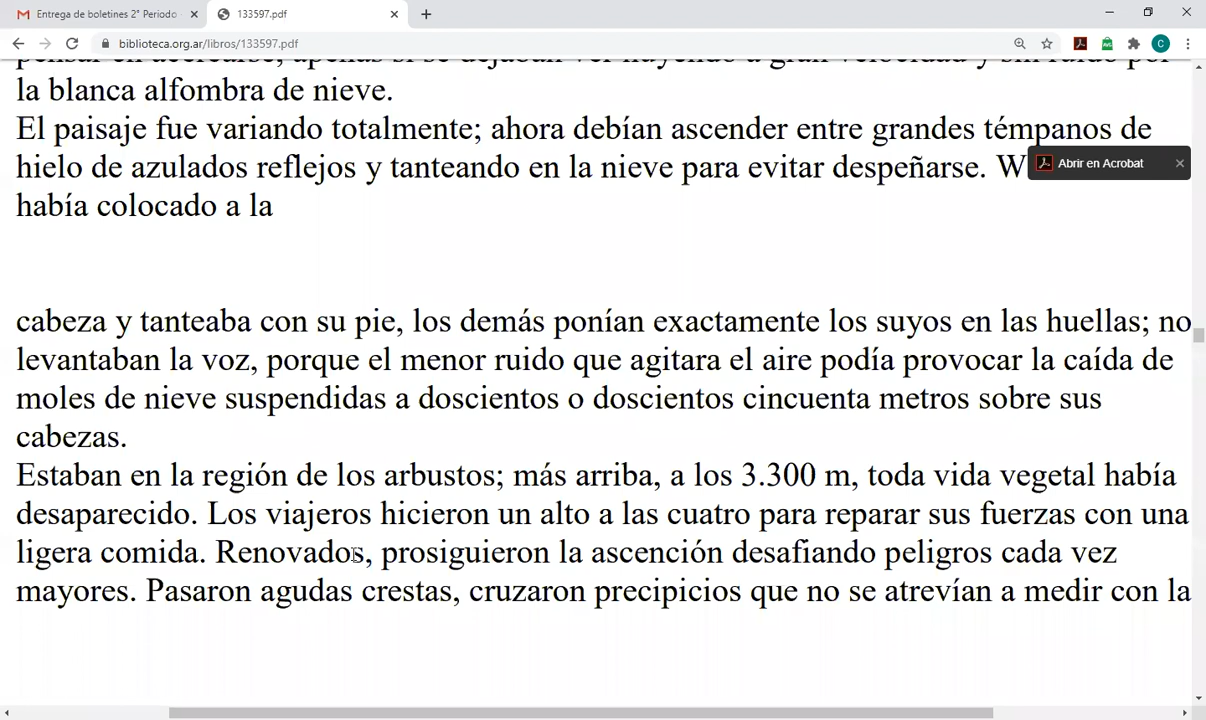 Entrega de boletines 2° Periodo
133597.pdf
biblioteca.org.ar/libros/133597.pdf
C
la blanca alfombra de nieve.
El paisaje fue variando totalmente; ahora debían ascender entre grandes témpanos de
hielo de azulados reflejos y tanteando en la nieve para evitar despeñarse. W
Abrir en Acrobat
había colocado a la
cabeza y tanteaba con su pie, los demás ponían exactamente los suyos en las huellas; no
levantaban la voz, porque el menor ruido que agitara el aire podía provocar la caída de
moles de nieve suspendidas a doscientos o doscientos cincuenta metros sobre sus
cabezas.
Estaban en la región de los arbustos; más arriba, a los 3.300 m, toda vida vegetal había
desaparecido. Los viajeros hicieron un alto a las cuatro para reparar sus fuerzas con una
ligera comida. Renovados, prosiguieron la ascención desafiando peligros cada vez
mayores. Pasaron agudas crestas, cruzaron precipicios que no se atrevían a medir con la